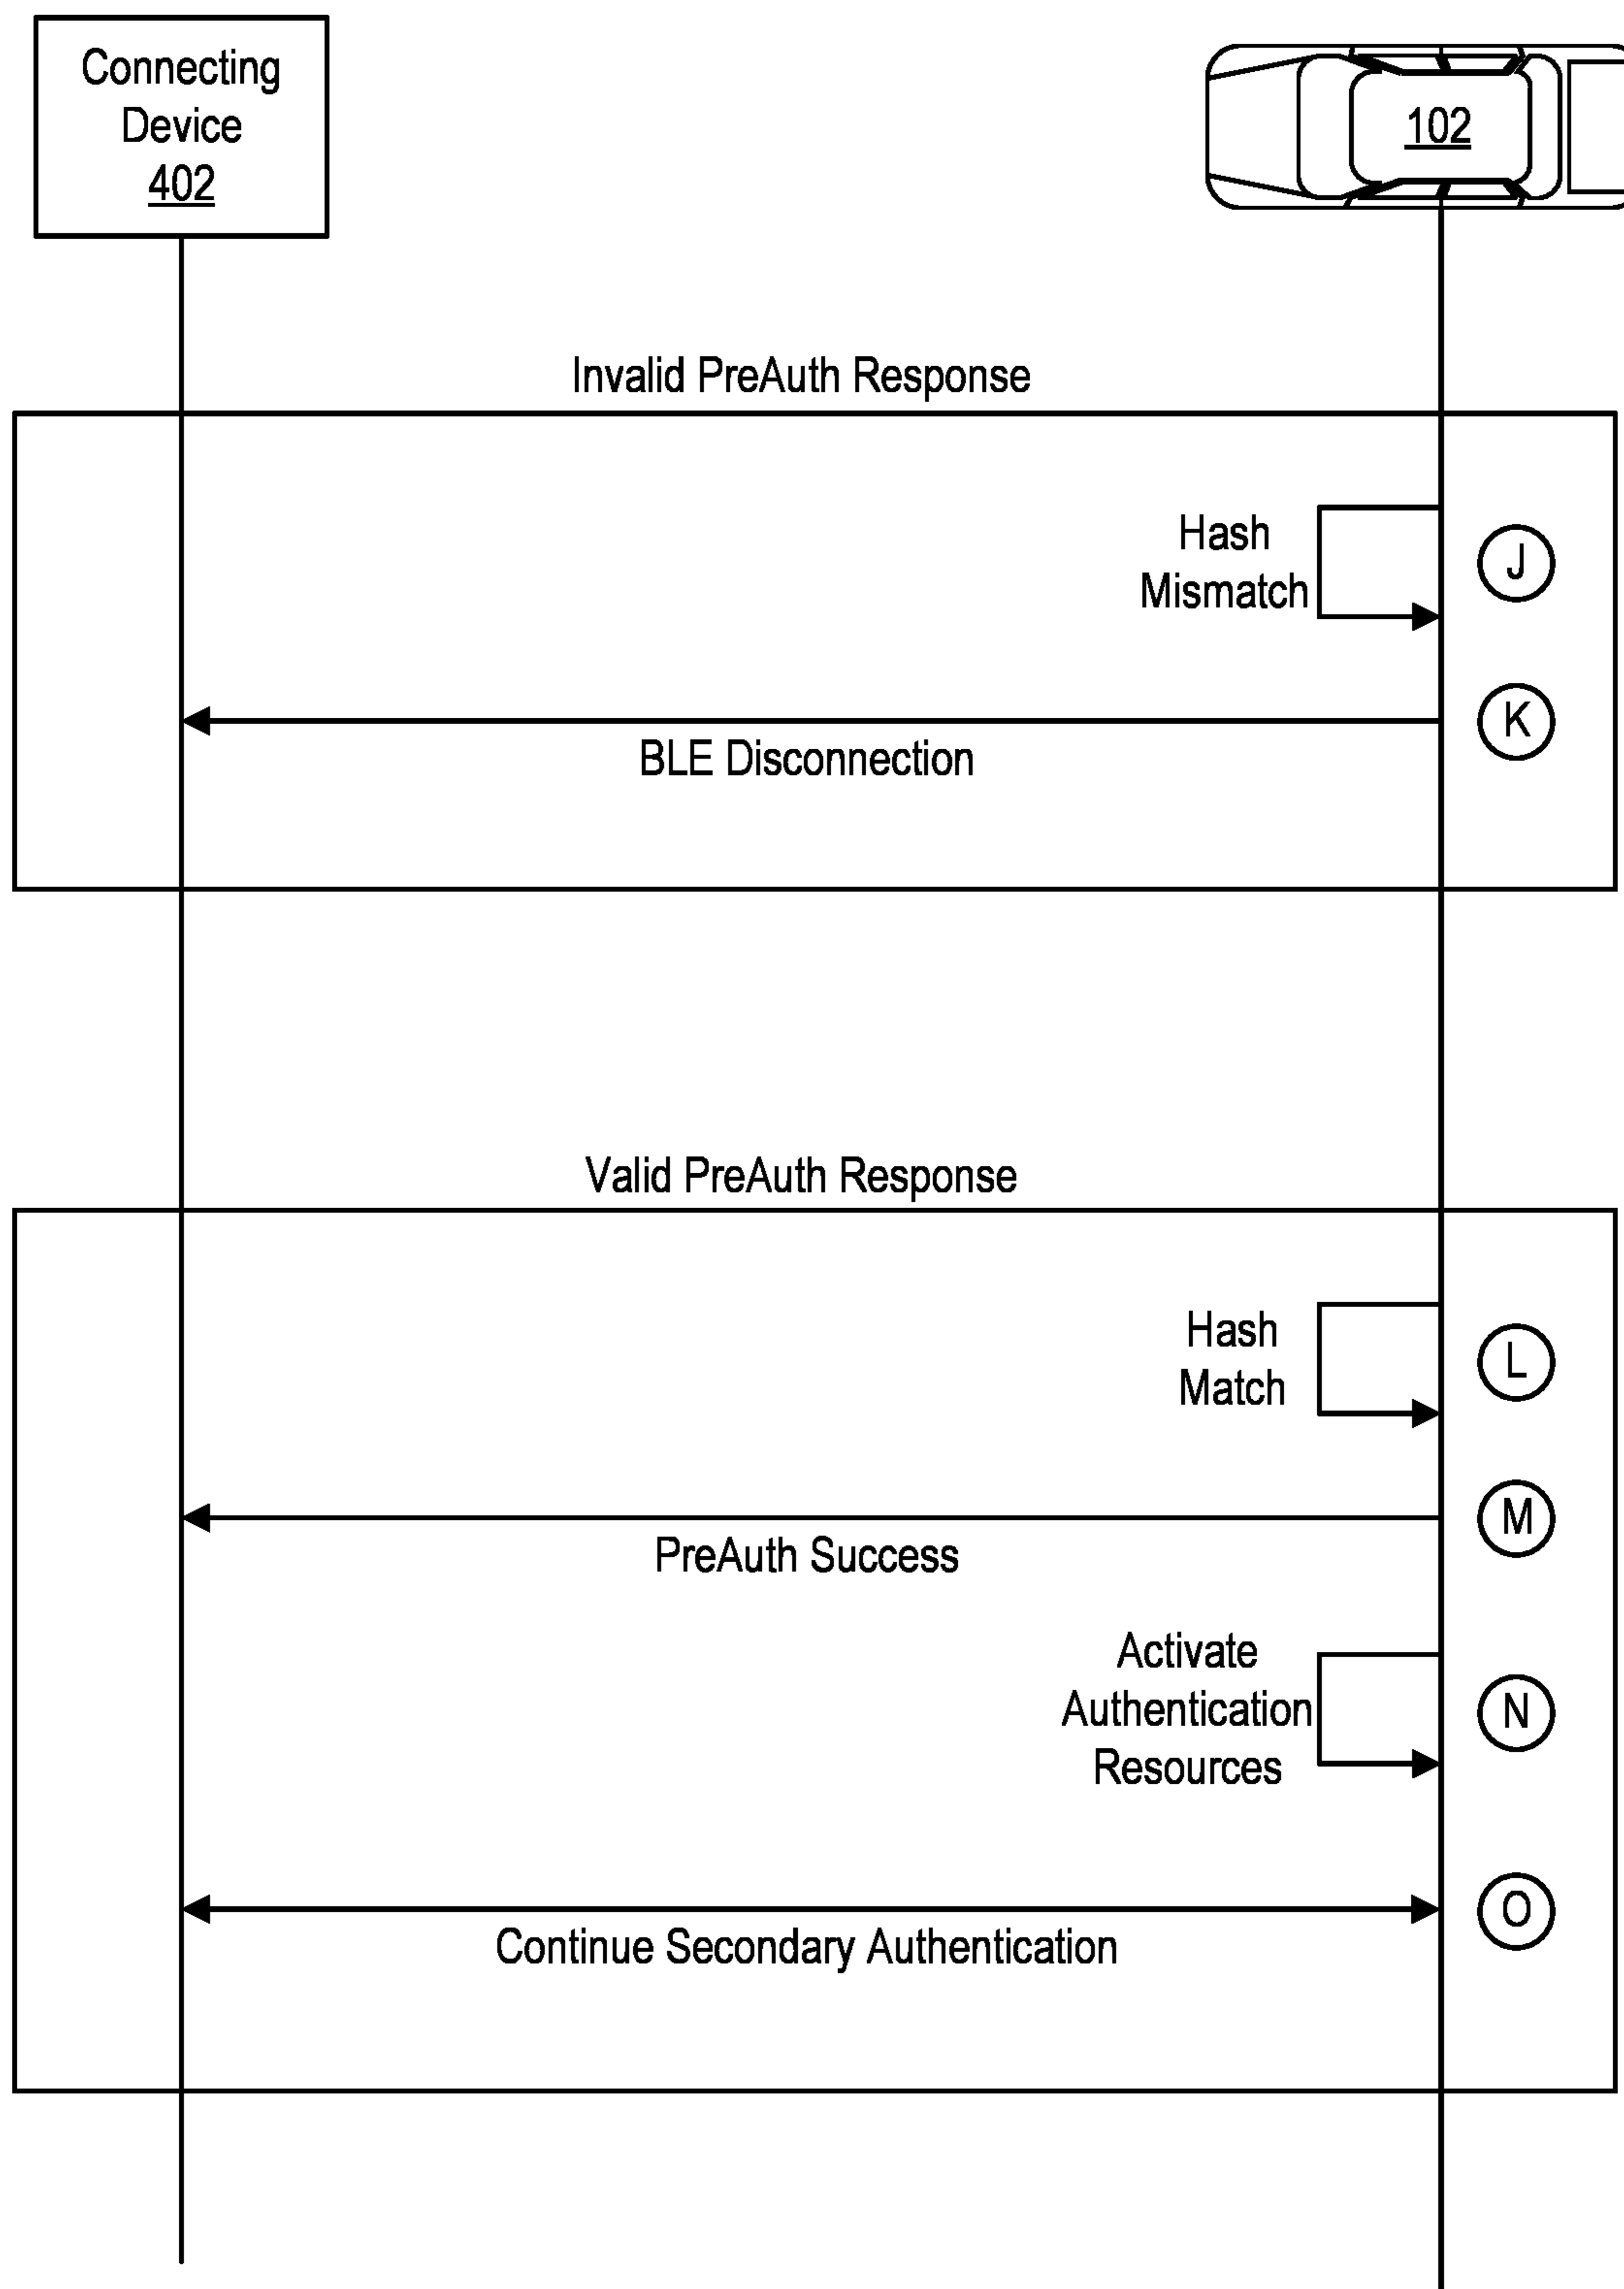 Connecting
Device
402
102
Invalid PreAuth Response
Hash
Mismatch
J
K
BLE Disconnection
Valid PreAuth Response
Hash
Match
L
M
PreAuth Success
Activate
Authentication
Resources
N
O
Continue Secondary Authentication